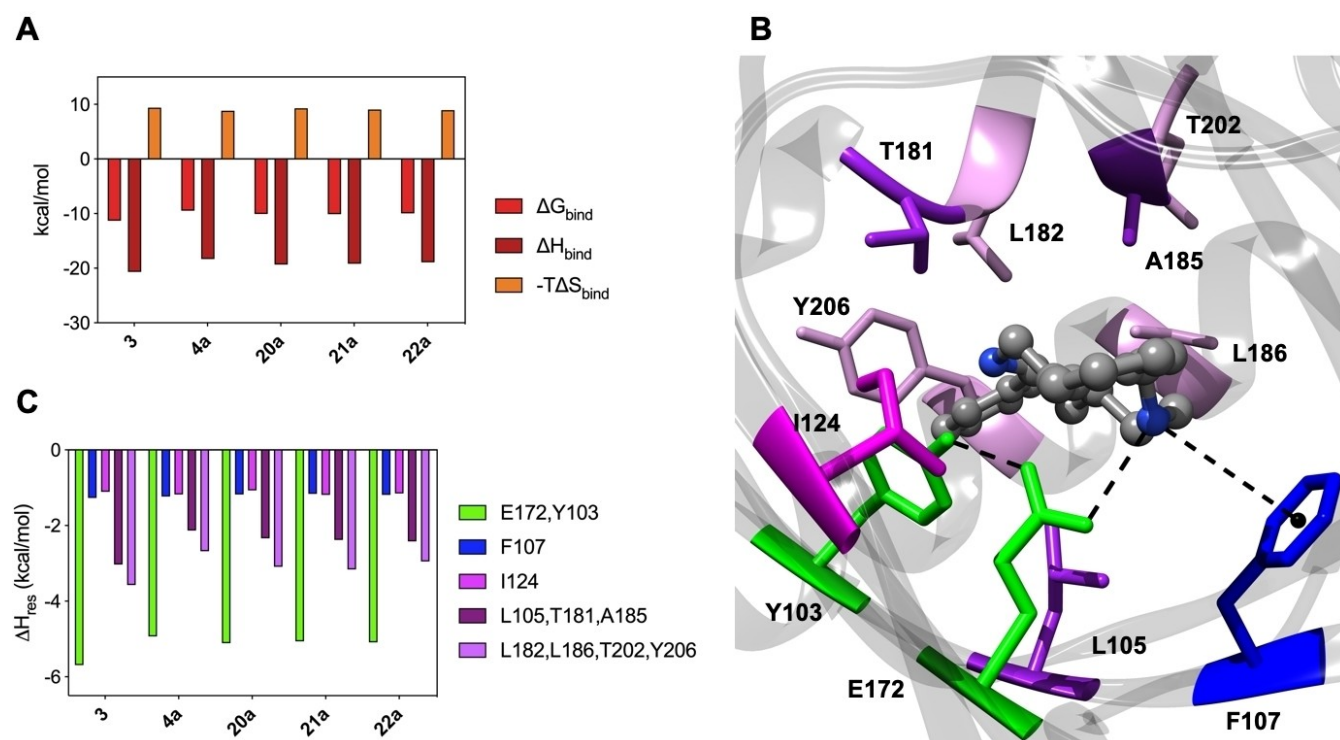 A
10
0
-10
-20
-30
kcal/mol
3
4a
20a
21a
22a
ΔGbind
ΔHbind
-TΔSbind
B
T181
T202
L182
A185
Y206
L186
I124
Y103
L105
E172
F107
C
0
-2
-4
-6
ΔHres (kcal/mol)
3
4a
20a
21a
22a
E172,Y103
F107
I124
L105,T181,A185
L182,L186,T202,Y206